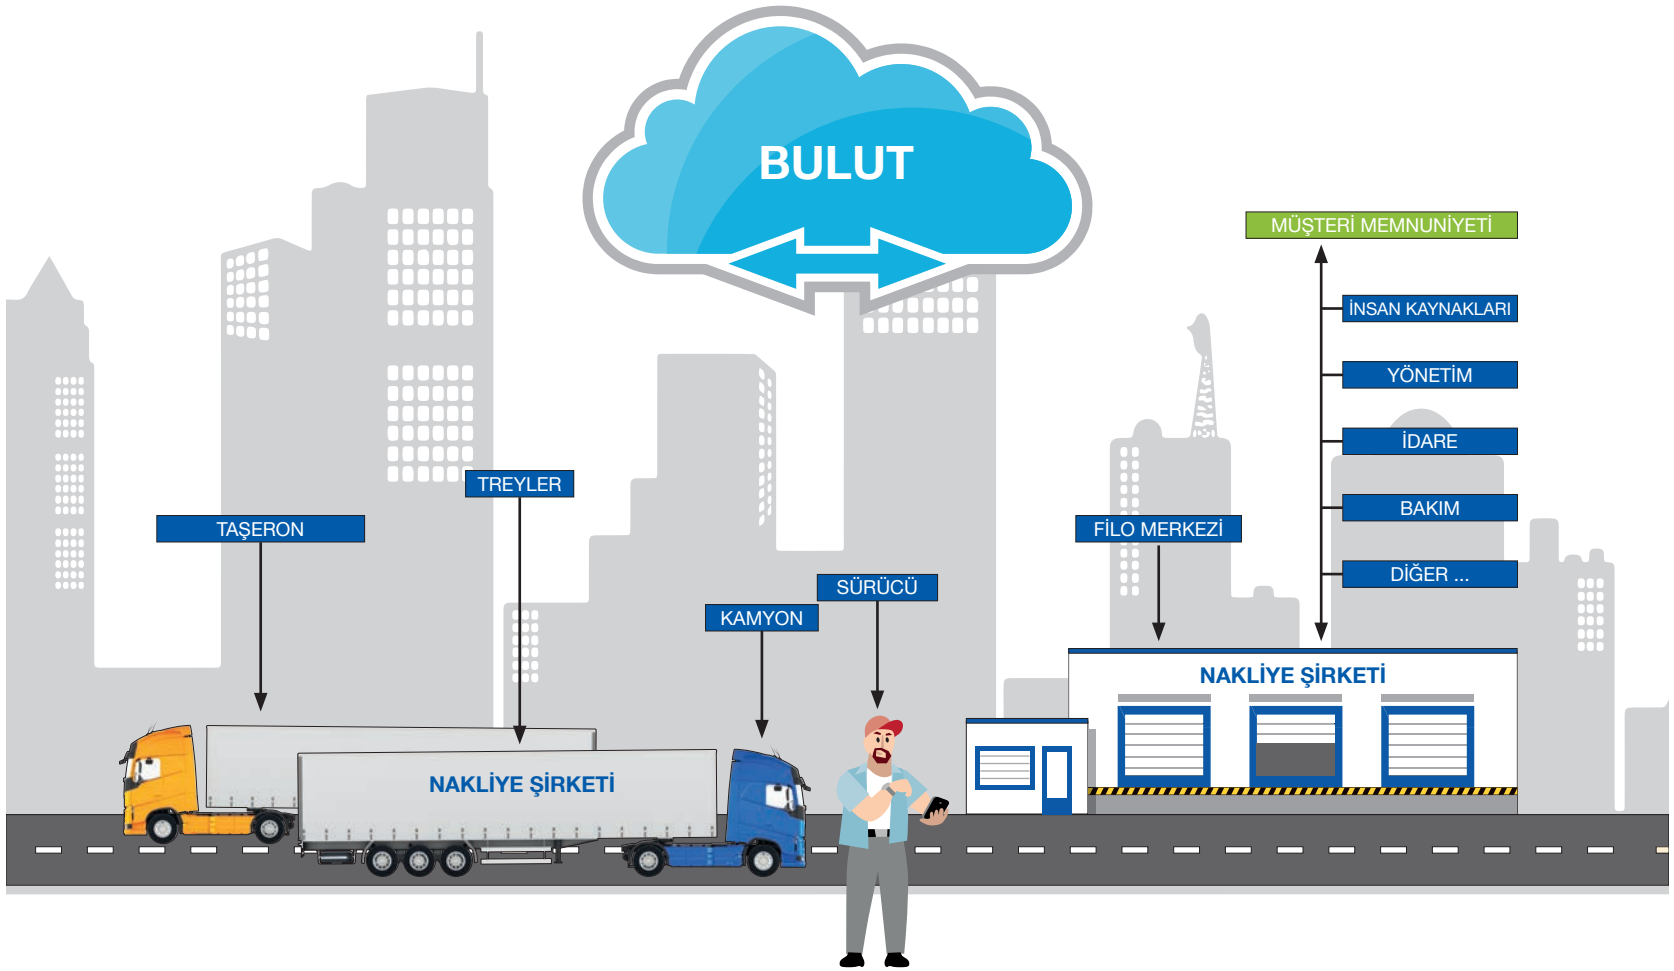 BULUT
MÜŞTERİ MEMNUNİYETİ
İNSAN KAYNAKLARI
YÖNETİM
İDARE
BAKIM
DİĞER ...
TREYLER
TAŞERON
FİLO MERKEZİ
SÜRÜCÜ
KAMYON
NAKLİYE ŞİRKETİ
NAKLİYE ŞİRKETİ